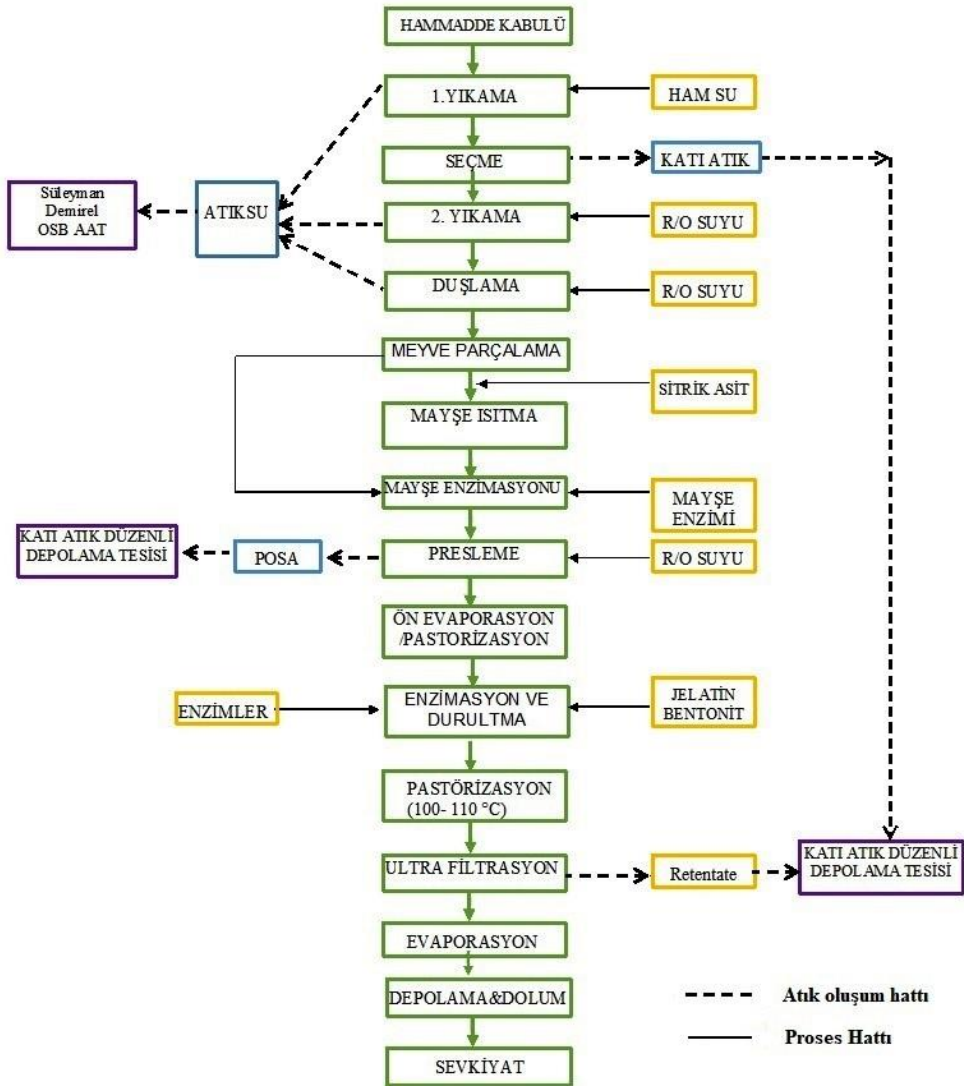 HAMMADDE KABULÜ
1.YIKAMA
HAM SU
SEÇME
KATI ATIK
Süleyman
Demirel
OSB AAT
ATIKSU
2. YIKAMA
R/O SUYU
DUŞLAMA
R/O SUYU
MEYVE PARÇALAMA
SİTRİK ASİT
MAYŞE ISITMA
MAYŞE ENZİMASYONU
MAYŞE
ENZİMİ
KATI ATIK DÜZENLİ
DEPOLAMA TESİSİ
POSA
PRESLEME
R/O SUYU
ÖN EVAPORASYON
/PASTORİZASYON
ENZİMLER
ENZİMASYON VE
DURULTMA
JELATİN
BENTONİT
PASTÖRİZASYON
(100- 110 °C)
ULTRA FİLTRASYON
Retentate
KATI ATIK DÜZENLİ
DEPOLAMA TESİSİ
EVAPORASYON
DEPOLAMA&DOLUM
SEVKİYAT
Atık oluşum hattı
Proses Hattı